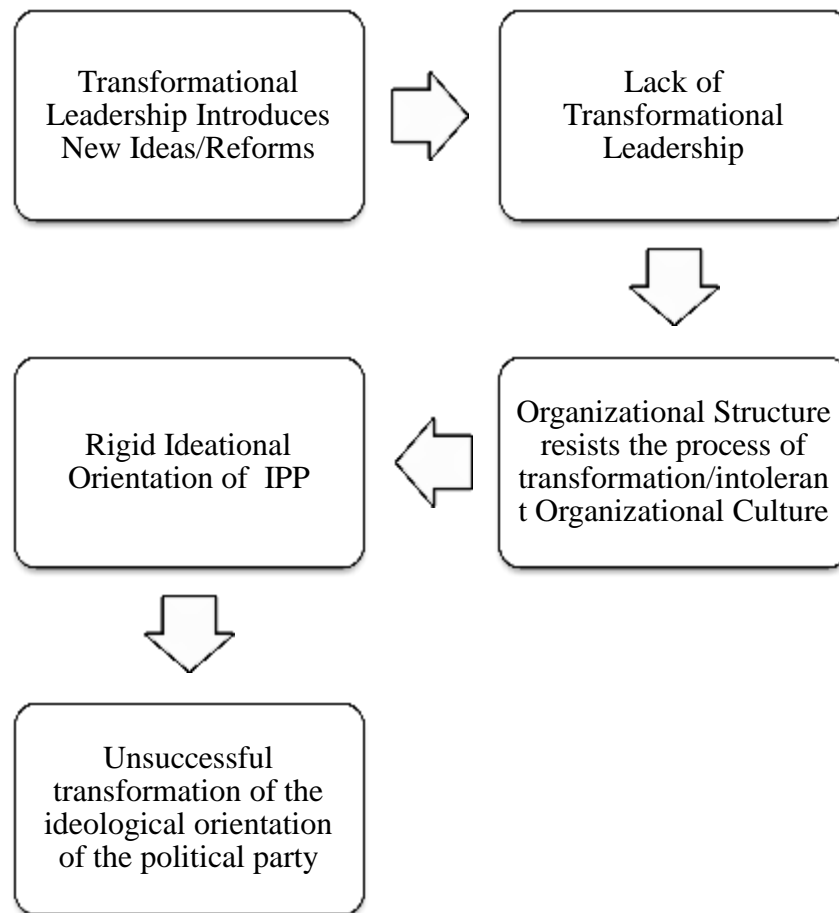 Transformational
Leadership Introduces
New Ideas/Reforms
Lack of
Transformational
Leadership
Organizational Structure
resists the process of
transformation/intoleran
t Organizational Culture
Rigid Ideational
Orientation of  IPP
Unsuccessful
transformation of the
ideological orientation
of the political party